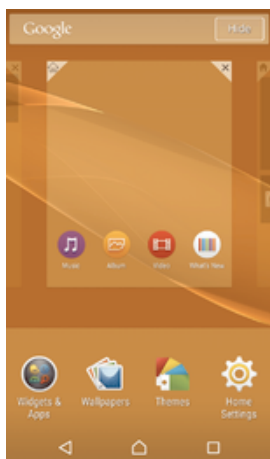 Google
Hide
Music
Album
Video
What's New
Widgets &
Apps
Wallpapers
Themes
Home
Settings